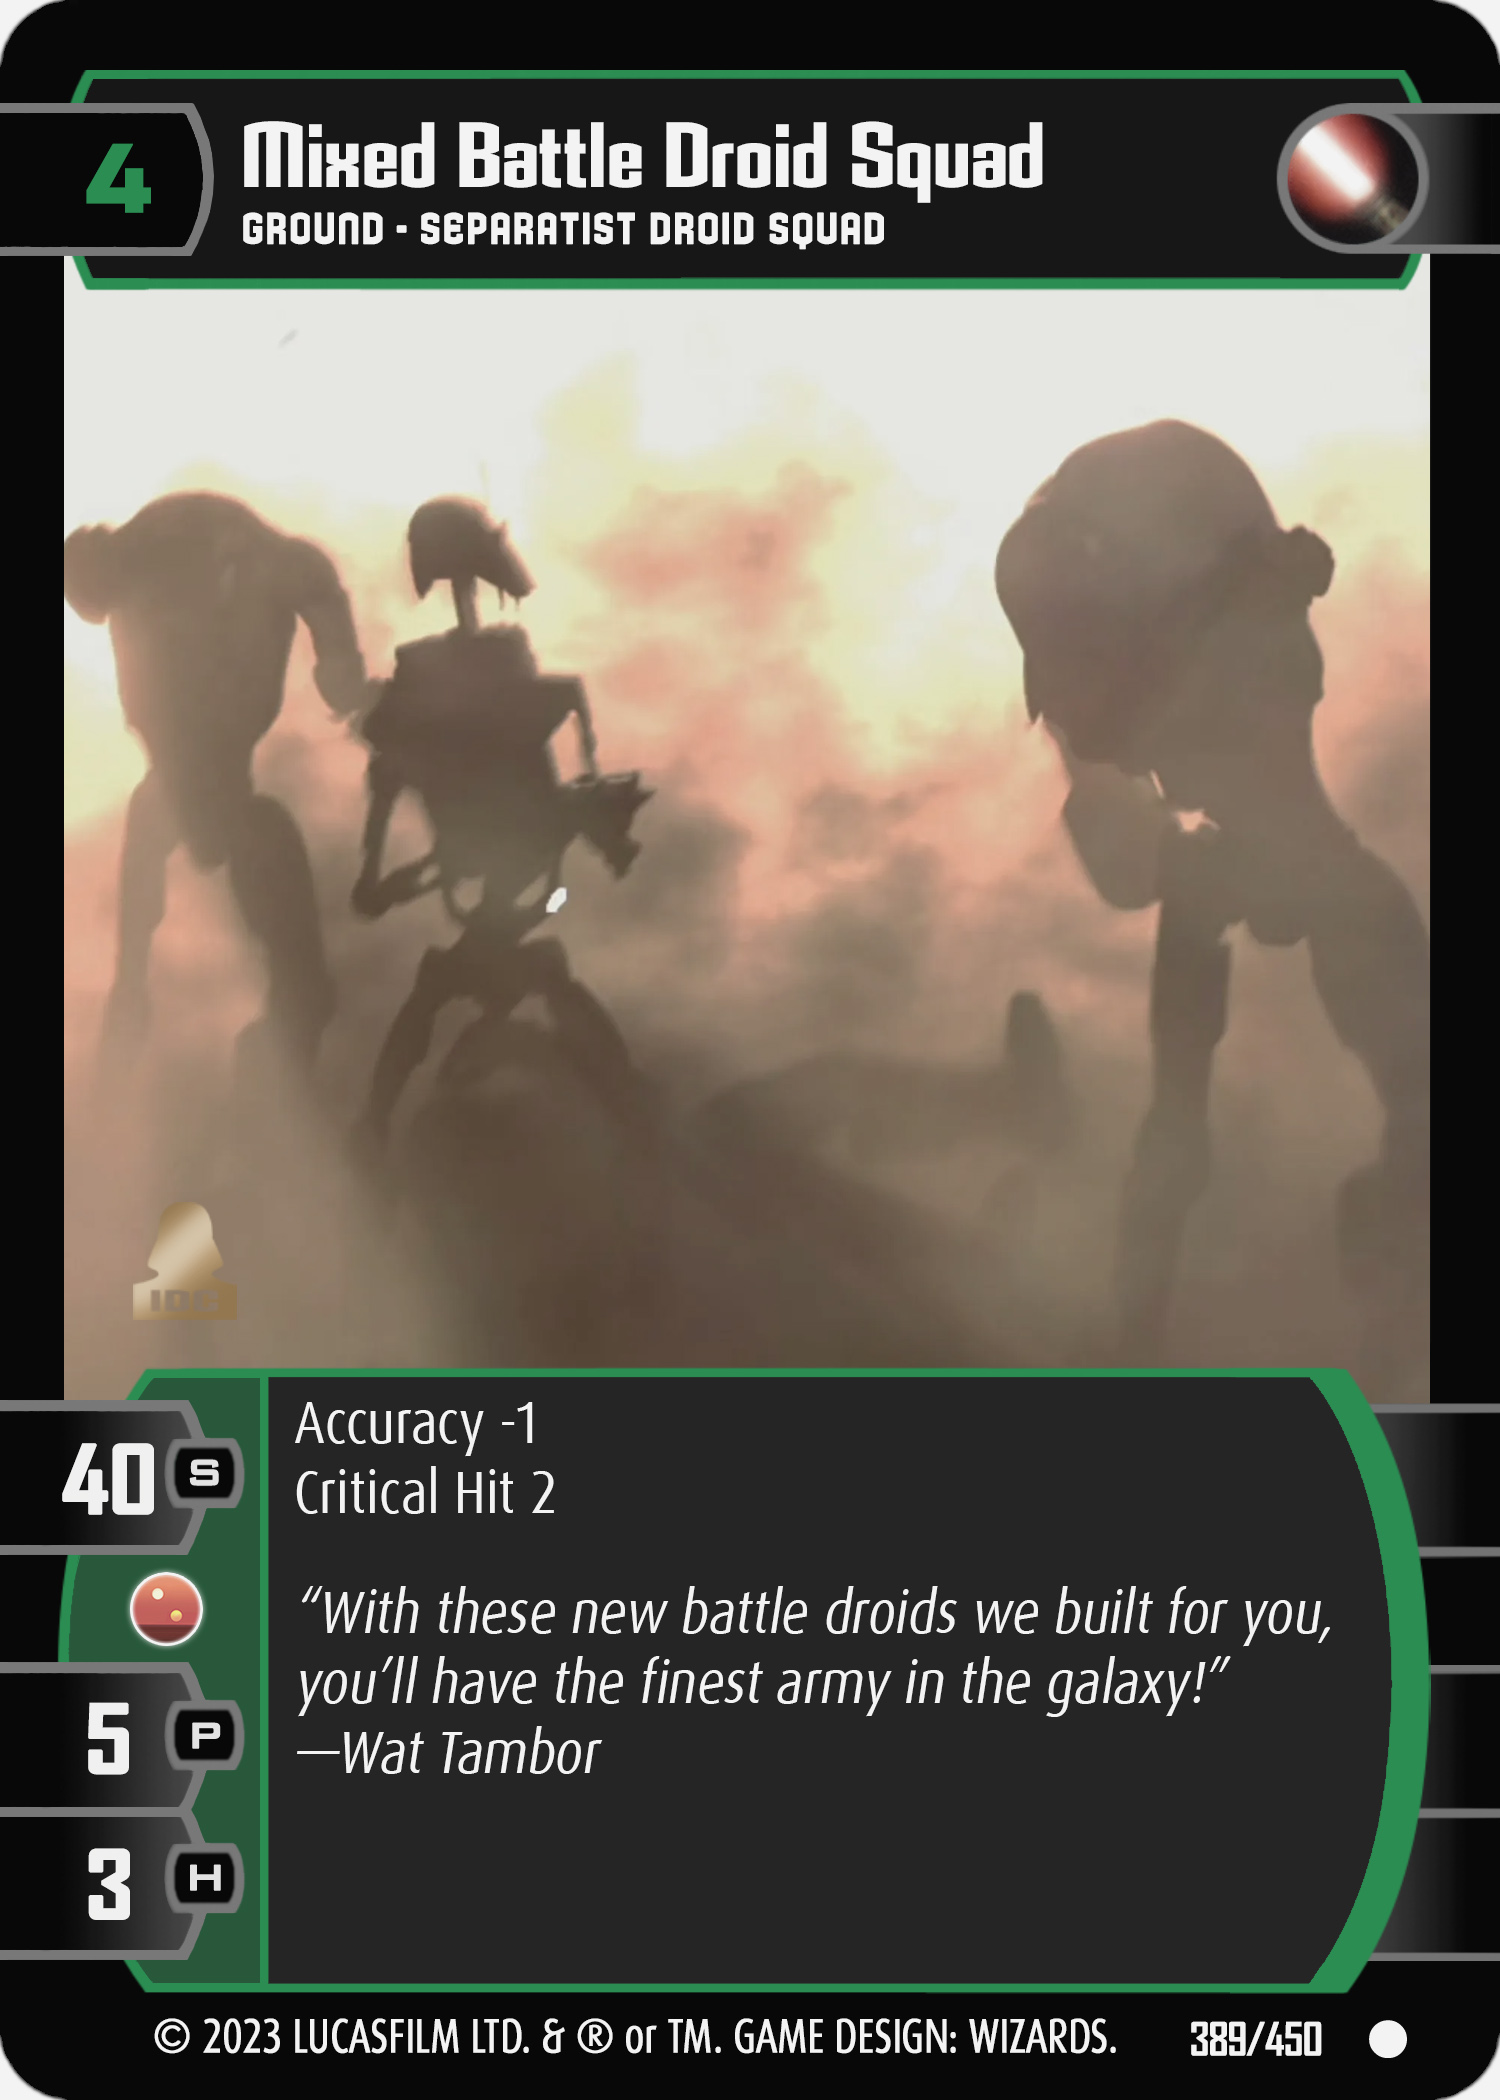 4
Mixed Battle Droid Squad
GROUND - SEPARATIST DROID SQUAD
IDC
40 S
5 P
3 H
Accuracy -1
Critical Hit 2
“With these new battle droids we built for you,
you’ll have the finest army in the galaxy!”
—Wat Tambor
© 2023 LUCASFILM LTD. & ® or TM. GAME DESIGN: WIZARDS.
389/450